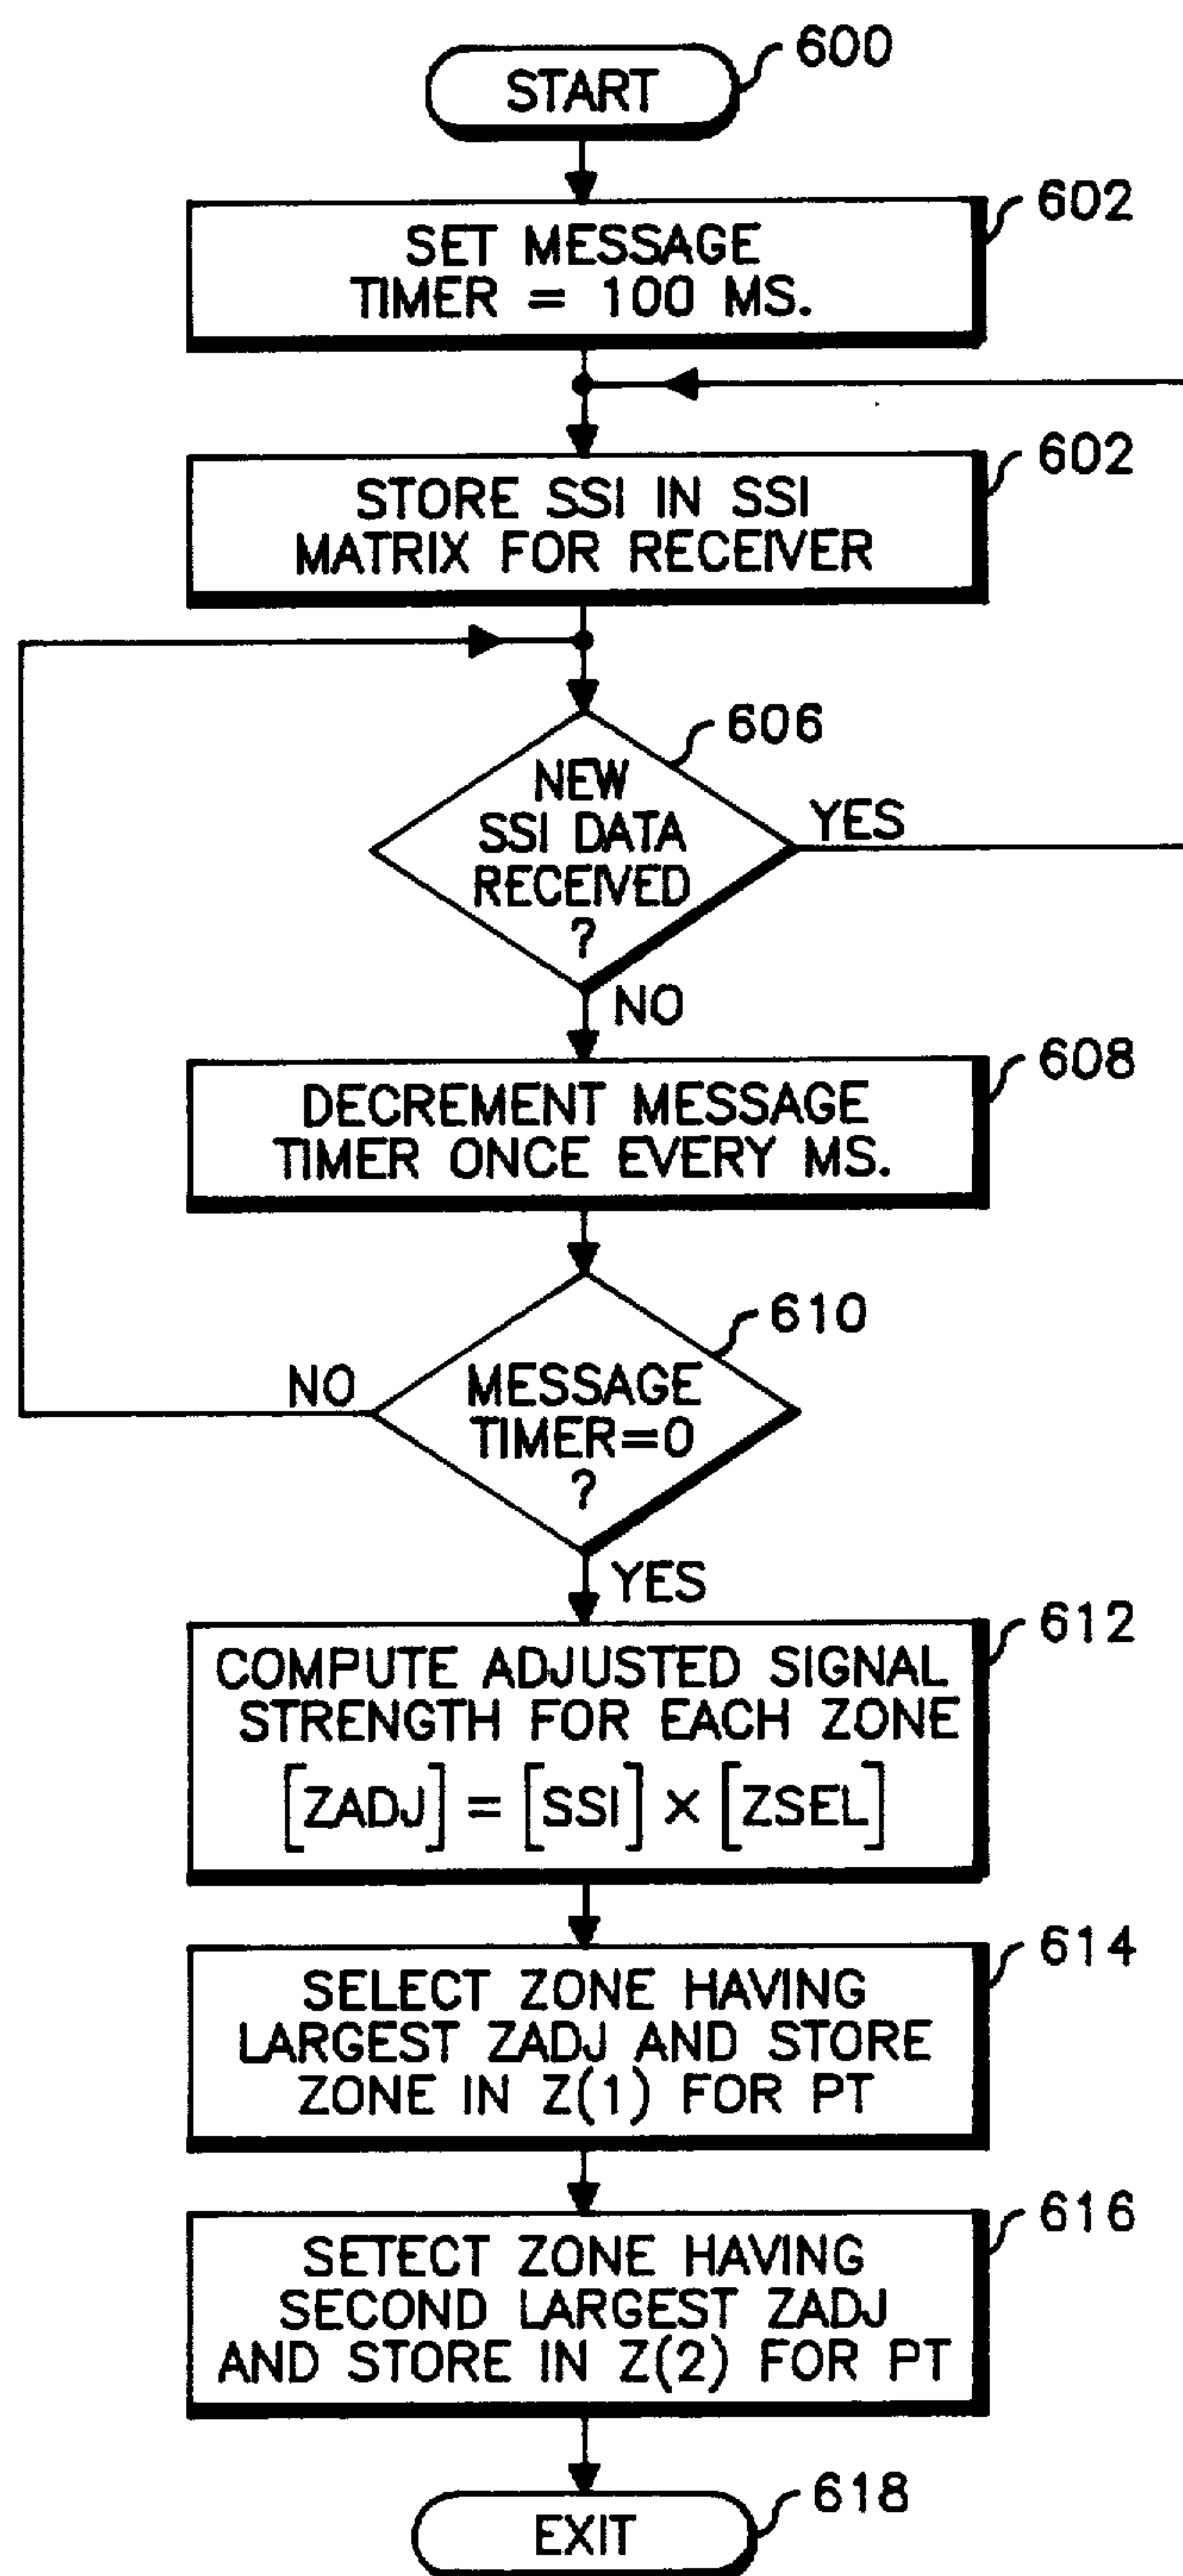 START
600
SET MESSAGE
TIMER = 100 MS.
602
STORE SSI IN SSI
MATRIX FOR RECEIVER
602
NEW
SSI DATA
RECEIVED
?
606
YES
NO
DECREMENT MESSAGE
TIMER ONCE EVERY MS.
608
MESSAGE
TIMER=0
?
610
NO
YES
COMPUTE ADJUSTED SIGNAL
STRENGTH FOR EACH ZONE
[ZADJ] = [SSI] × [ZSEL]
612
SELECT ZONE HAVING
LARGEST ZADJ AND STORE
ZONE IN Z(1) FOR PT
614
SETECT ZONE HAVING
SECOND LARGEST ZADJ
AND STORE IN Z(2) FOR PT
616
EXIT
618